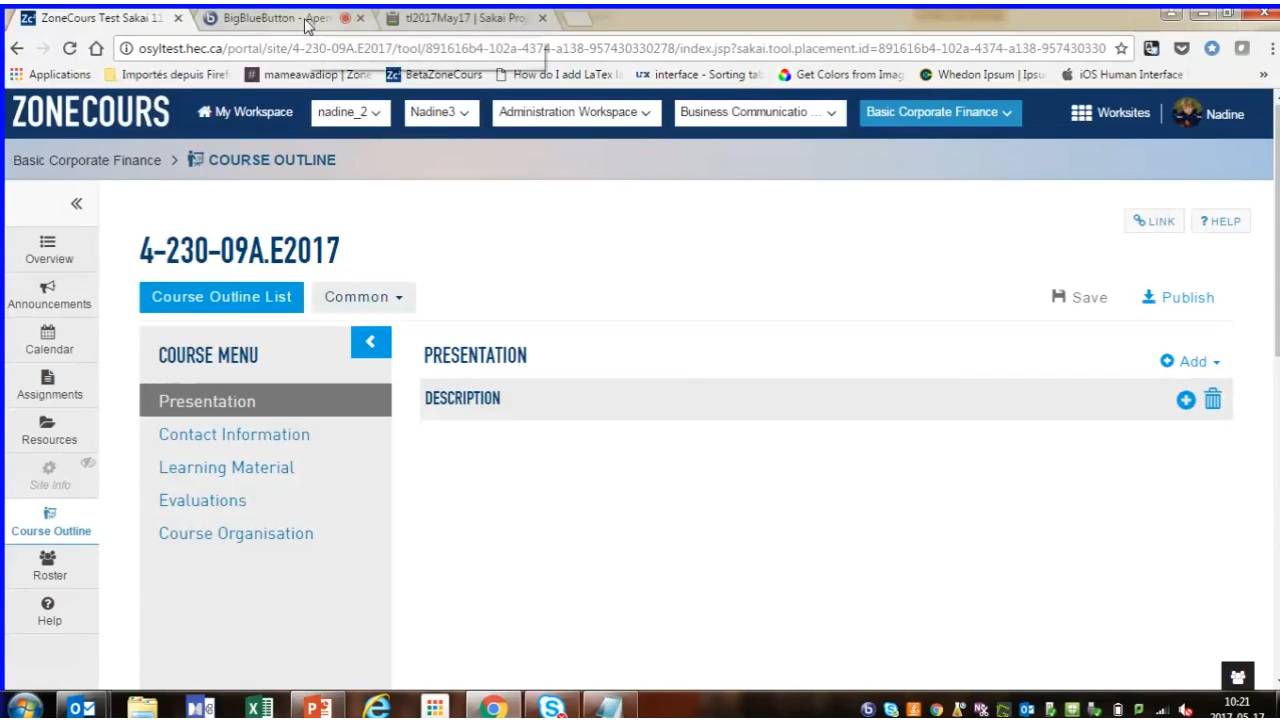 ZoneCours Test Sakai 11
BigBlueButton - Aper
tl2017May17 | Sakai Pro
osyltest.hec.ca/portal/site/4-230-09A.E2017/tool/891616b4-102a-4374-a138-957430330278/index.jsp?sakai.tool.placement.id=891616b4-102a-4374-a138-957430330
Applications
Importés depuis Firef
mameawadiop | Zone
BetaZoneCours
How do I add LaTex
interface - Sorting ta
Get Colors from Imag
Whedon Ipsum | Ipsu
iOS Human Interface
»
ZONECOURS
My Workspace
nadine_2
Nadine3
Administration Workspace
Business Communicatio ...
Basic Corporate Finance
Worksites
Nadine
Basic Corporate Finance > COURSE OUTLINE
LINK
? HELP
Overview
4-230-09A.E2017
Announcements
Course Outline List
Common
Save
Publish
Calendar
COURSE MENU
PRESENTATION
Add
Assignments
Presentation
DESCRIPTION
Resources
Contact Information
Learning Material
Site Info
Evaluations
Course Outline
Course Organisation
Roster
Help
10:21
2017-05-17